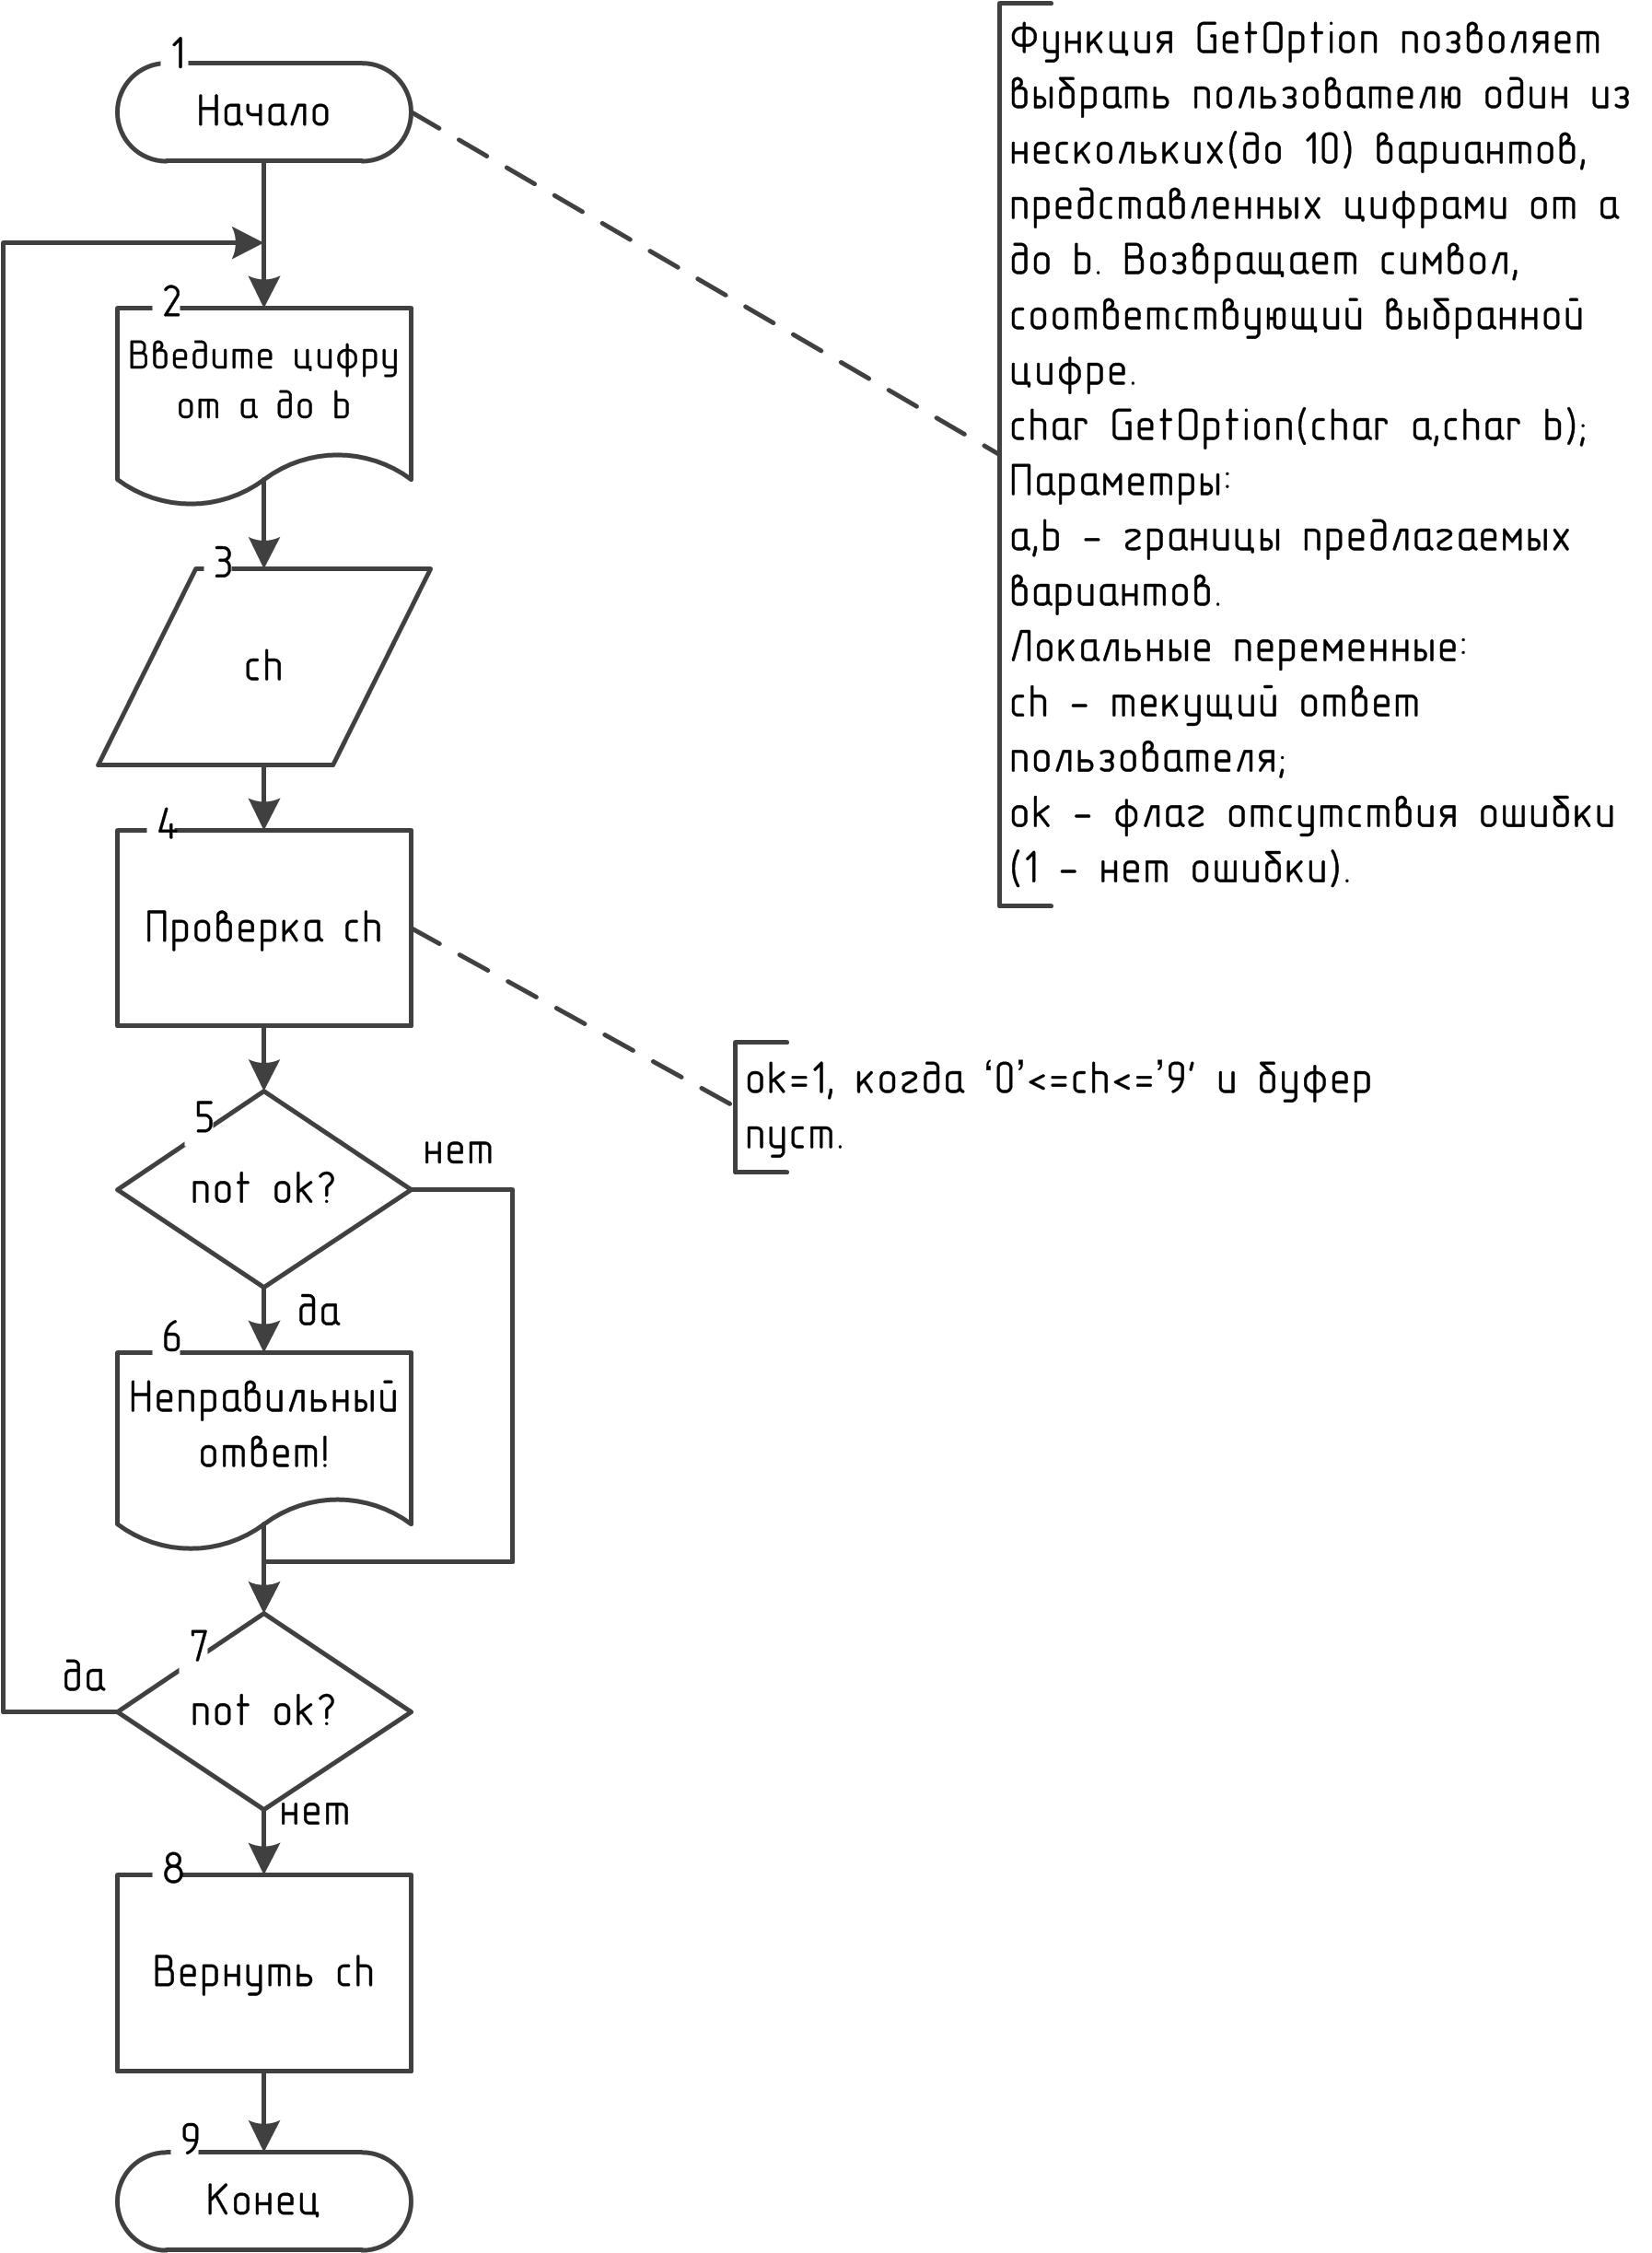 1
Начало
2
Введите цифру
от a до b
3
ch
4
Проверка ch
5
not ok?
нет
да
6
Неправильный
ответ!
7
not ok?
да
нет
8
Вернуть ch
9
Конец
Функция GetOption позволяет
выбрать пользователю один из
нескольких(до 10) вариантов,
представленных цифрами от a
до b. Возвращает символ,
соответствующий выбранной
цифре.
char GetOption(char a,char b);
Параметры:
a,b - границы предлагаемых
вариантов.
Локальные переменные:
ch - текущий ответ
пользователя;
ok - флаг отсутствия ошибки
(1 - нет ошибки).
ok=1, когда ‘0’<=ch<=’9’ и буфер
пуст.